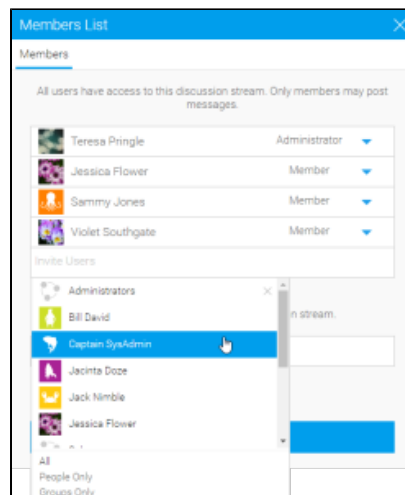 Members List
Members
All users have access to this discussion stream. Only members may post
messages.
Teresa Pringle Administrator
Jessica Flower Member
Sammy Jones Member
Violet Southgate Member
Invite Users
Administrators
Bill David
n stream.
Captain SysAdmin
Jacinta Doze
Jack Nimble
Jessica Flower
All
People Only
Groups Only